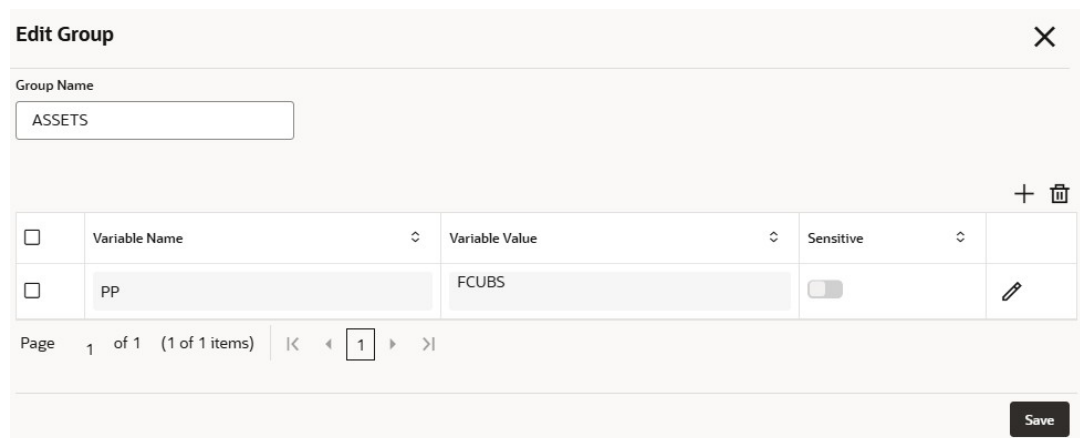 Edit Group
Group Name
ASSETS
Variable Name Variable Value Sensitive
PP FCUBS
Page 1 of 1 (1 of 1 items) 1
Save